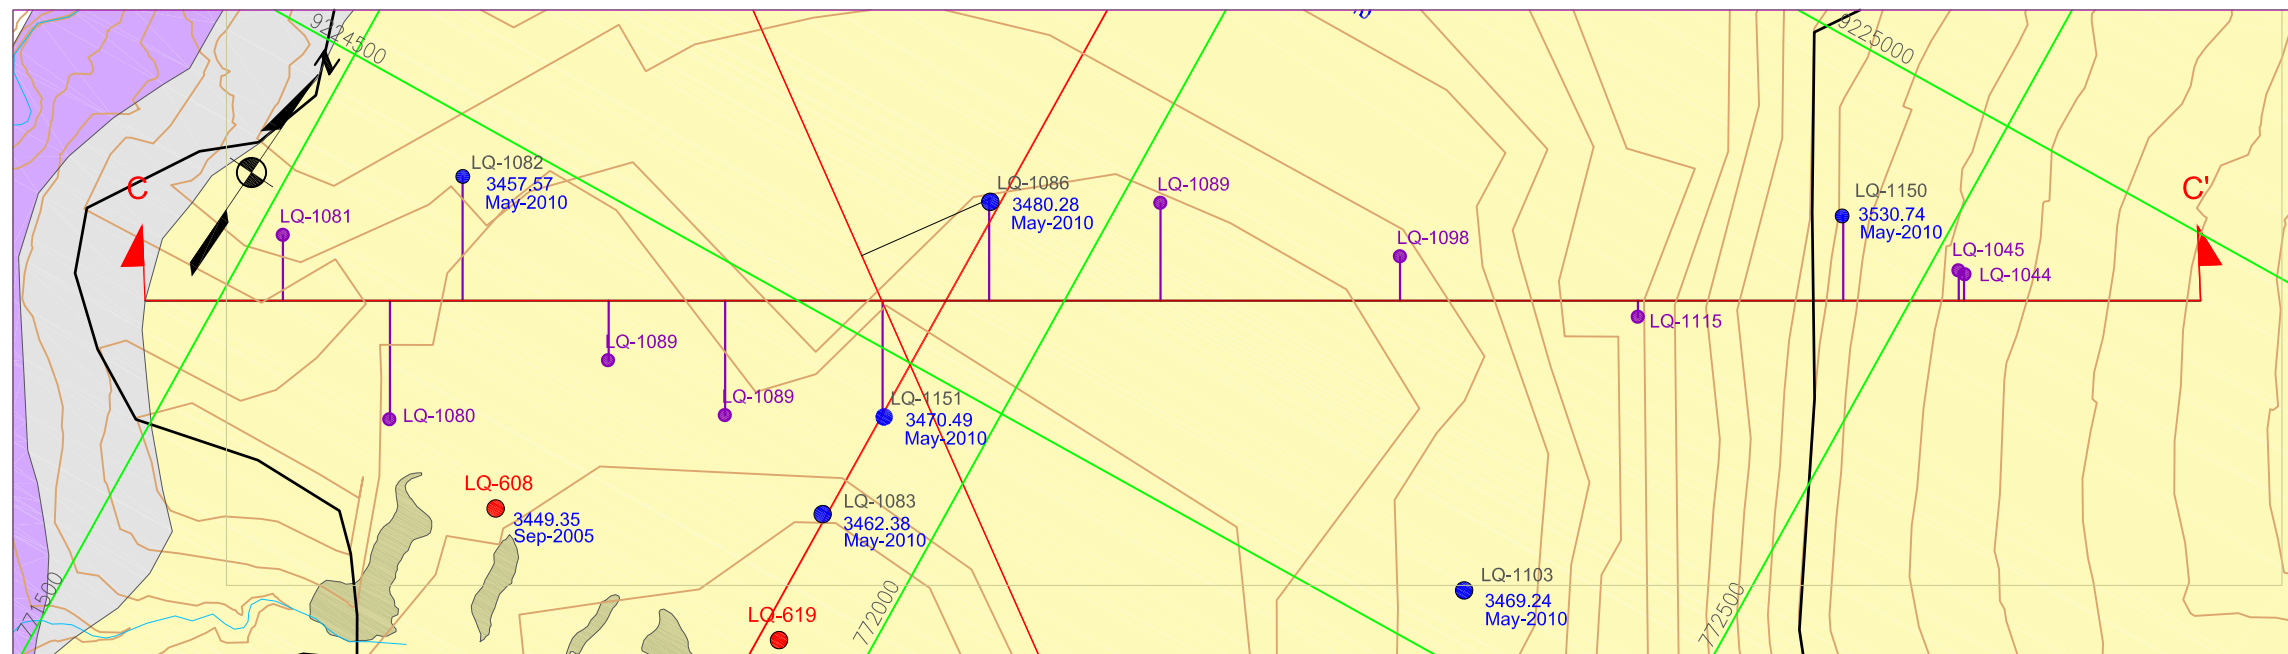 9224500
9225000
N
C
C'
LQ-1082
3457.57
May-2010
LQ-1081
LQ-1086
3480.28
May-2010
LQ-1089
LQ-1098
LQ-1150
3530.74
May-2010
LQ-1045
LQ-1044
LQ-1115
LQ-1089
LQ-1080
LQ-1089
LQ-1151
3470.49
May-2010
LQ-608
3449.35
Sep-2005
LQ-1083
3462.38
May-2010
LQ-1103
3469.24
May-2010
LQ-619
771500
772000
772500